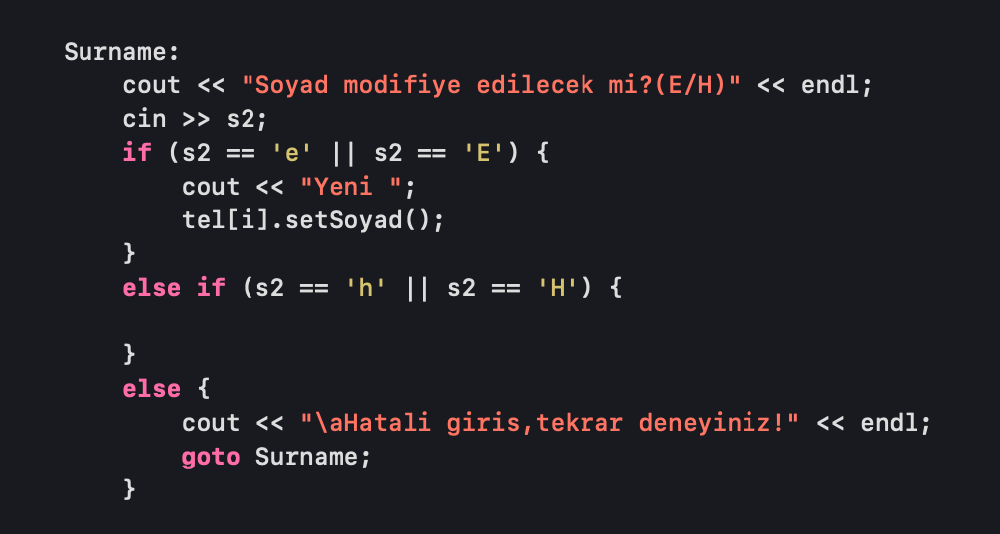 Surname:
    cout << "Soyad modifiye edilecek mi?(E/H)" << endl;
    cin >> s2;
    if (s2 == 'e' || s2 == 'E') {
        cout << "Yeni ";
        tel[i].setSoyad();
    }
    else if (s2 == 'h' || s2 == 'H') {

    }
    else {
        cout << "\aHatali giris,tekrar deneyiniz!" << endl;
        goto Surname;
    }